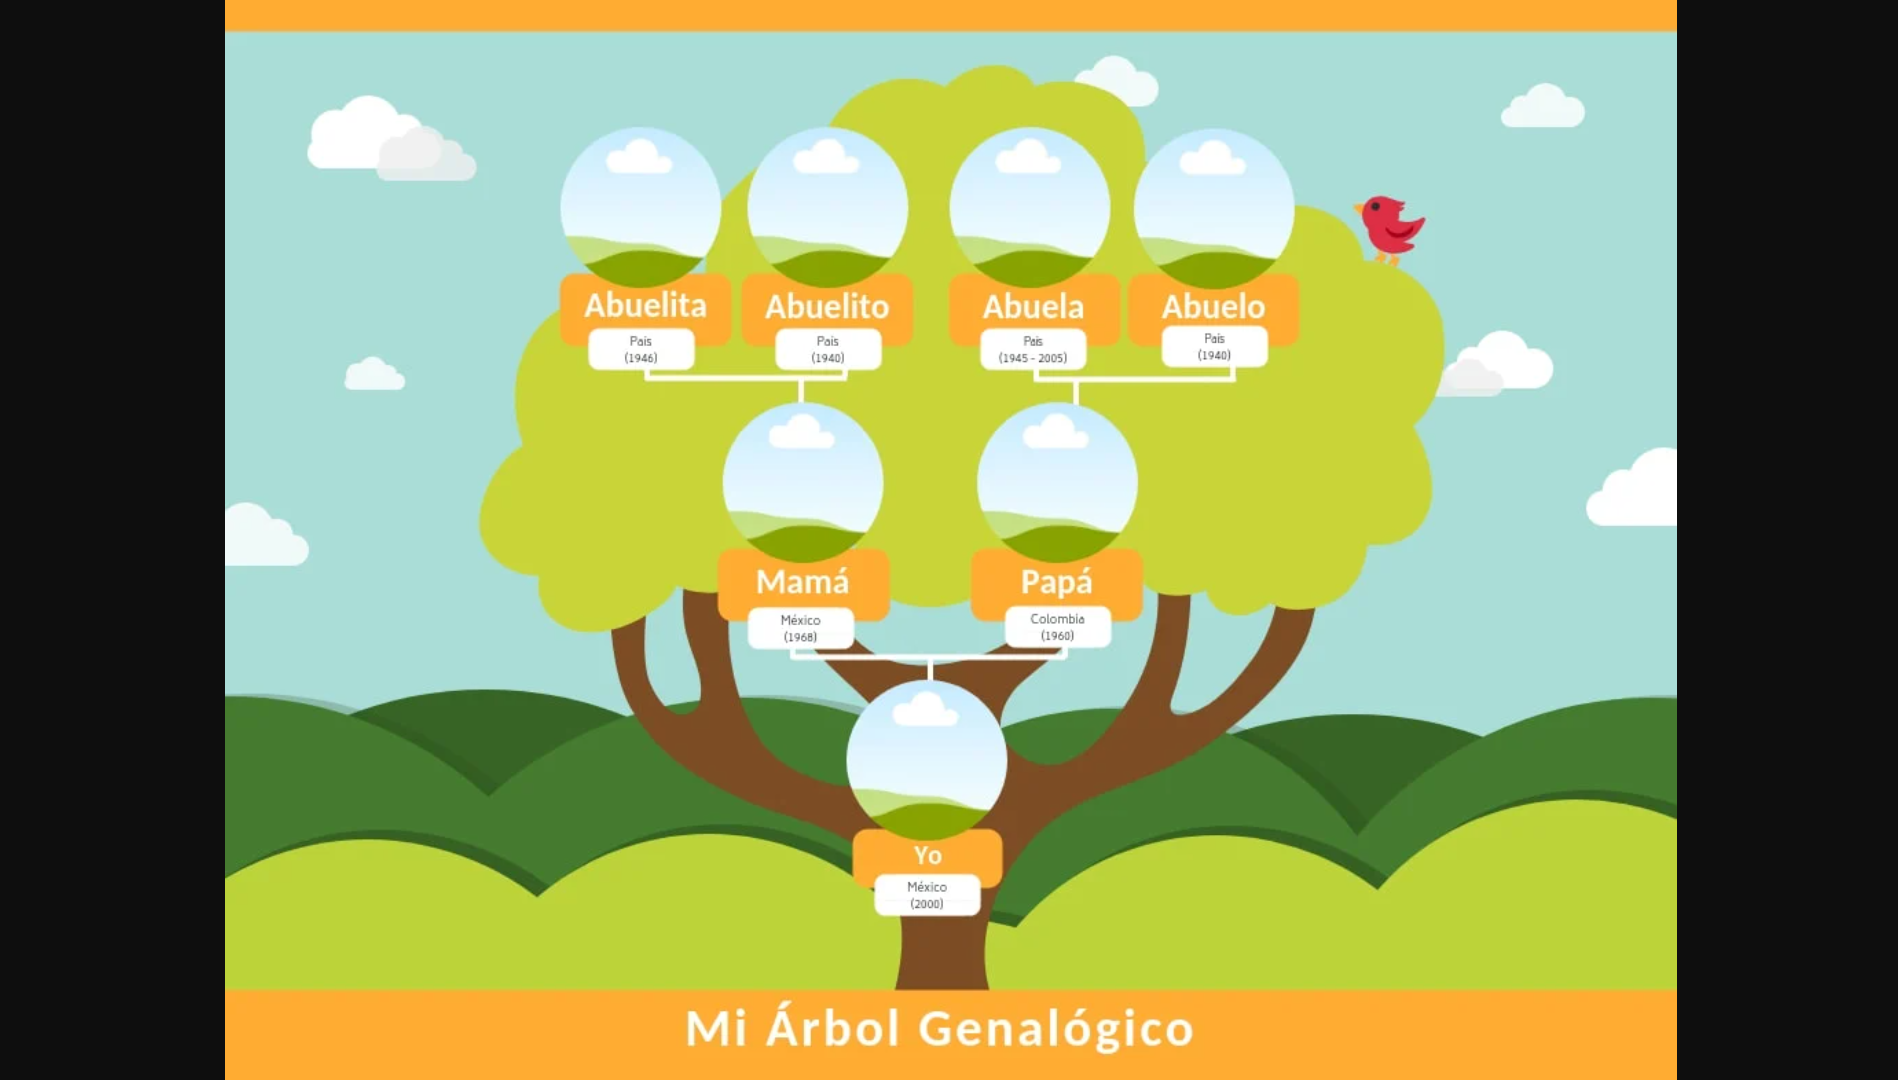 Abuelita Abuelito Abuela Abuelo
País País País País
(1946) (1940) (1945 - 2005) (1940)
Mamá Papá
México Colombia
(1968) (1960)
Yo
México
(2000)
Mi Árbol Genalógico